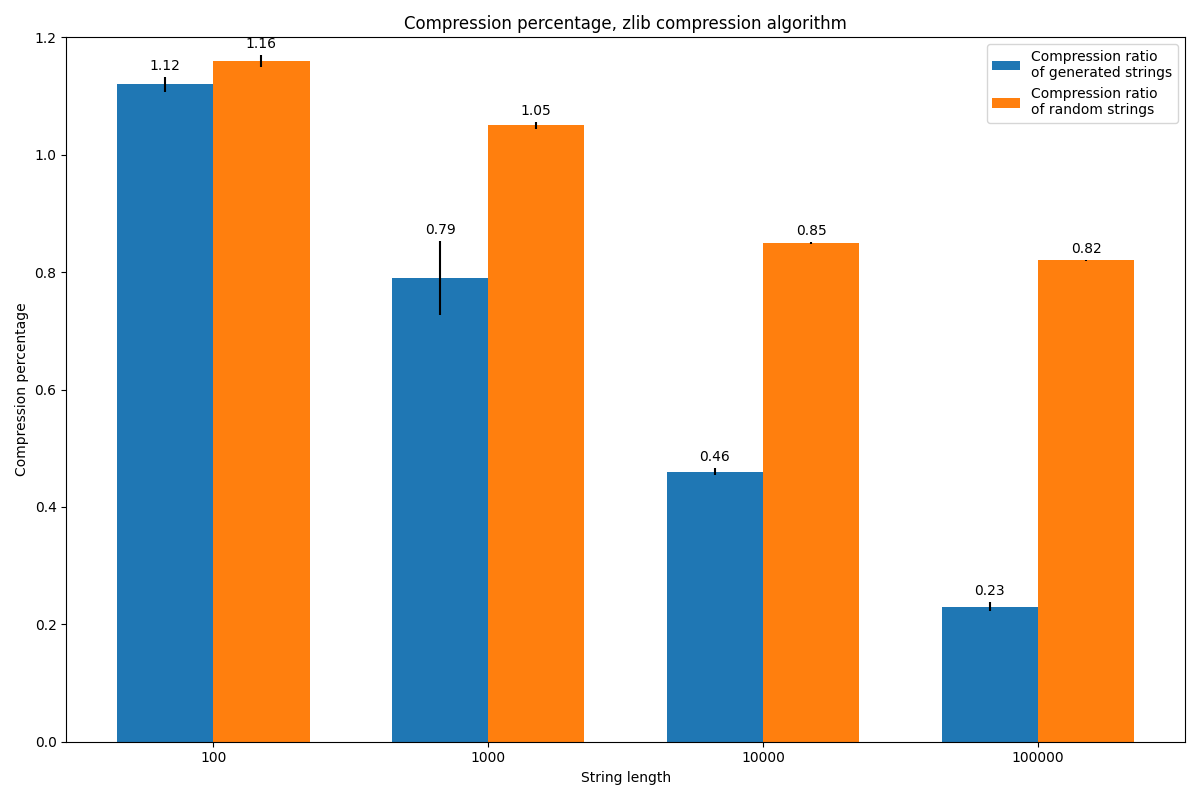 Compression percentage, zlib compression algorithm
Compression percentage
1.2
1.0
0.8
0.6
0.4
0.2
0.0
1.12
1.16
0.79
1.05
0.46
0.85
0.23
0.82
Compression ratio
of generated strings
Compression ratio
of random strings
100
1000
10000
100000
String length